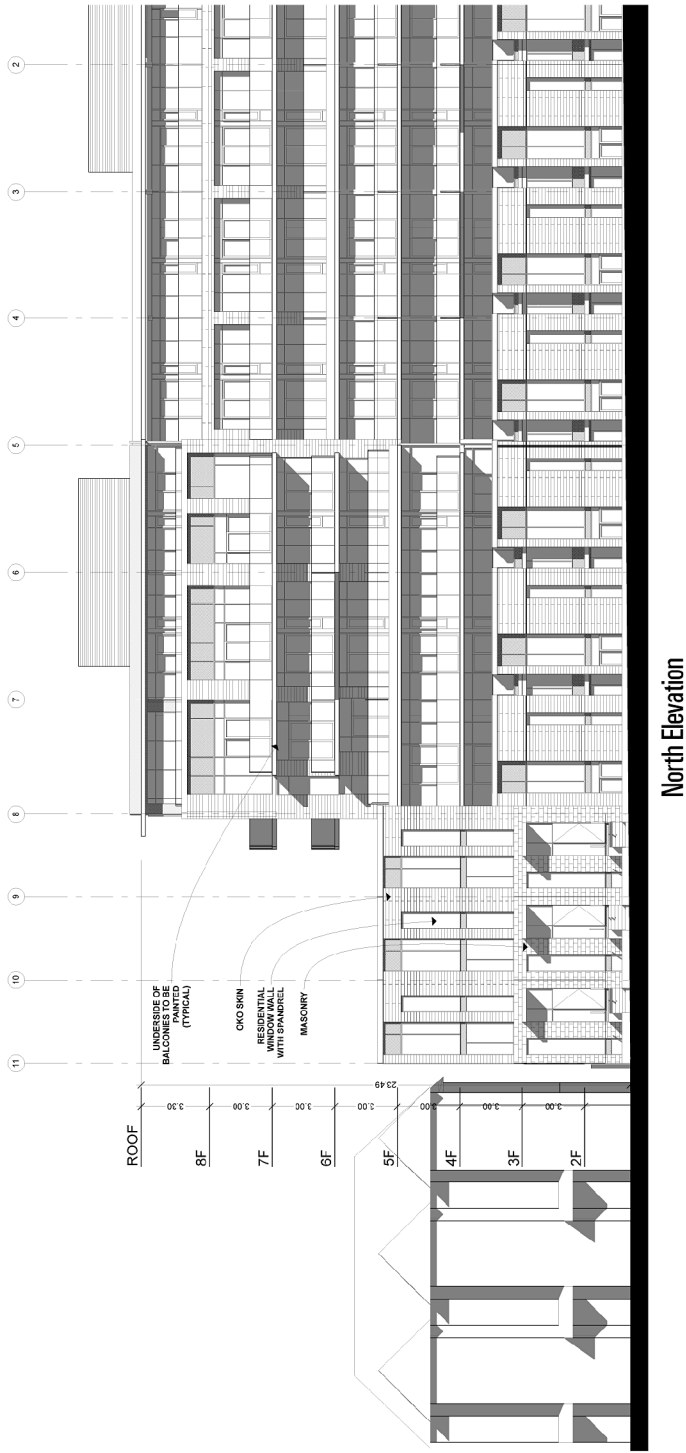 2
3
4
5
6
7
8
9
10
11
UNDERSIDE OF
BALCONIES TO BE
PAINTED
(TYPICAL)
OKO SKIN
RESIDENTIAL
WINDOW WALL
WITH SPANDREL
MASONRY
ROOF
8F
7F
6F
5F
4F
3F
2F
3.30
3.00
3.00
3.00
3.00
3.00
3.00
23.49
North Elevation